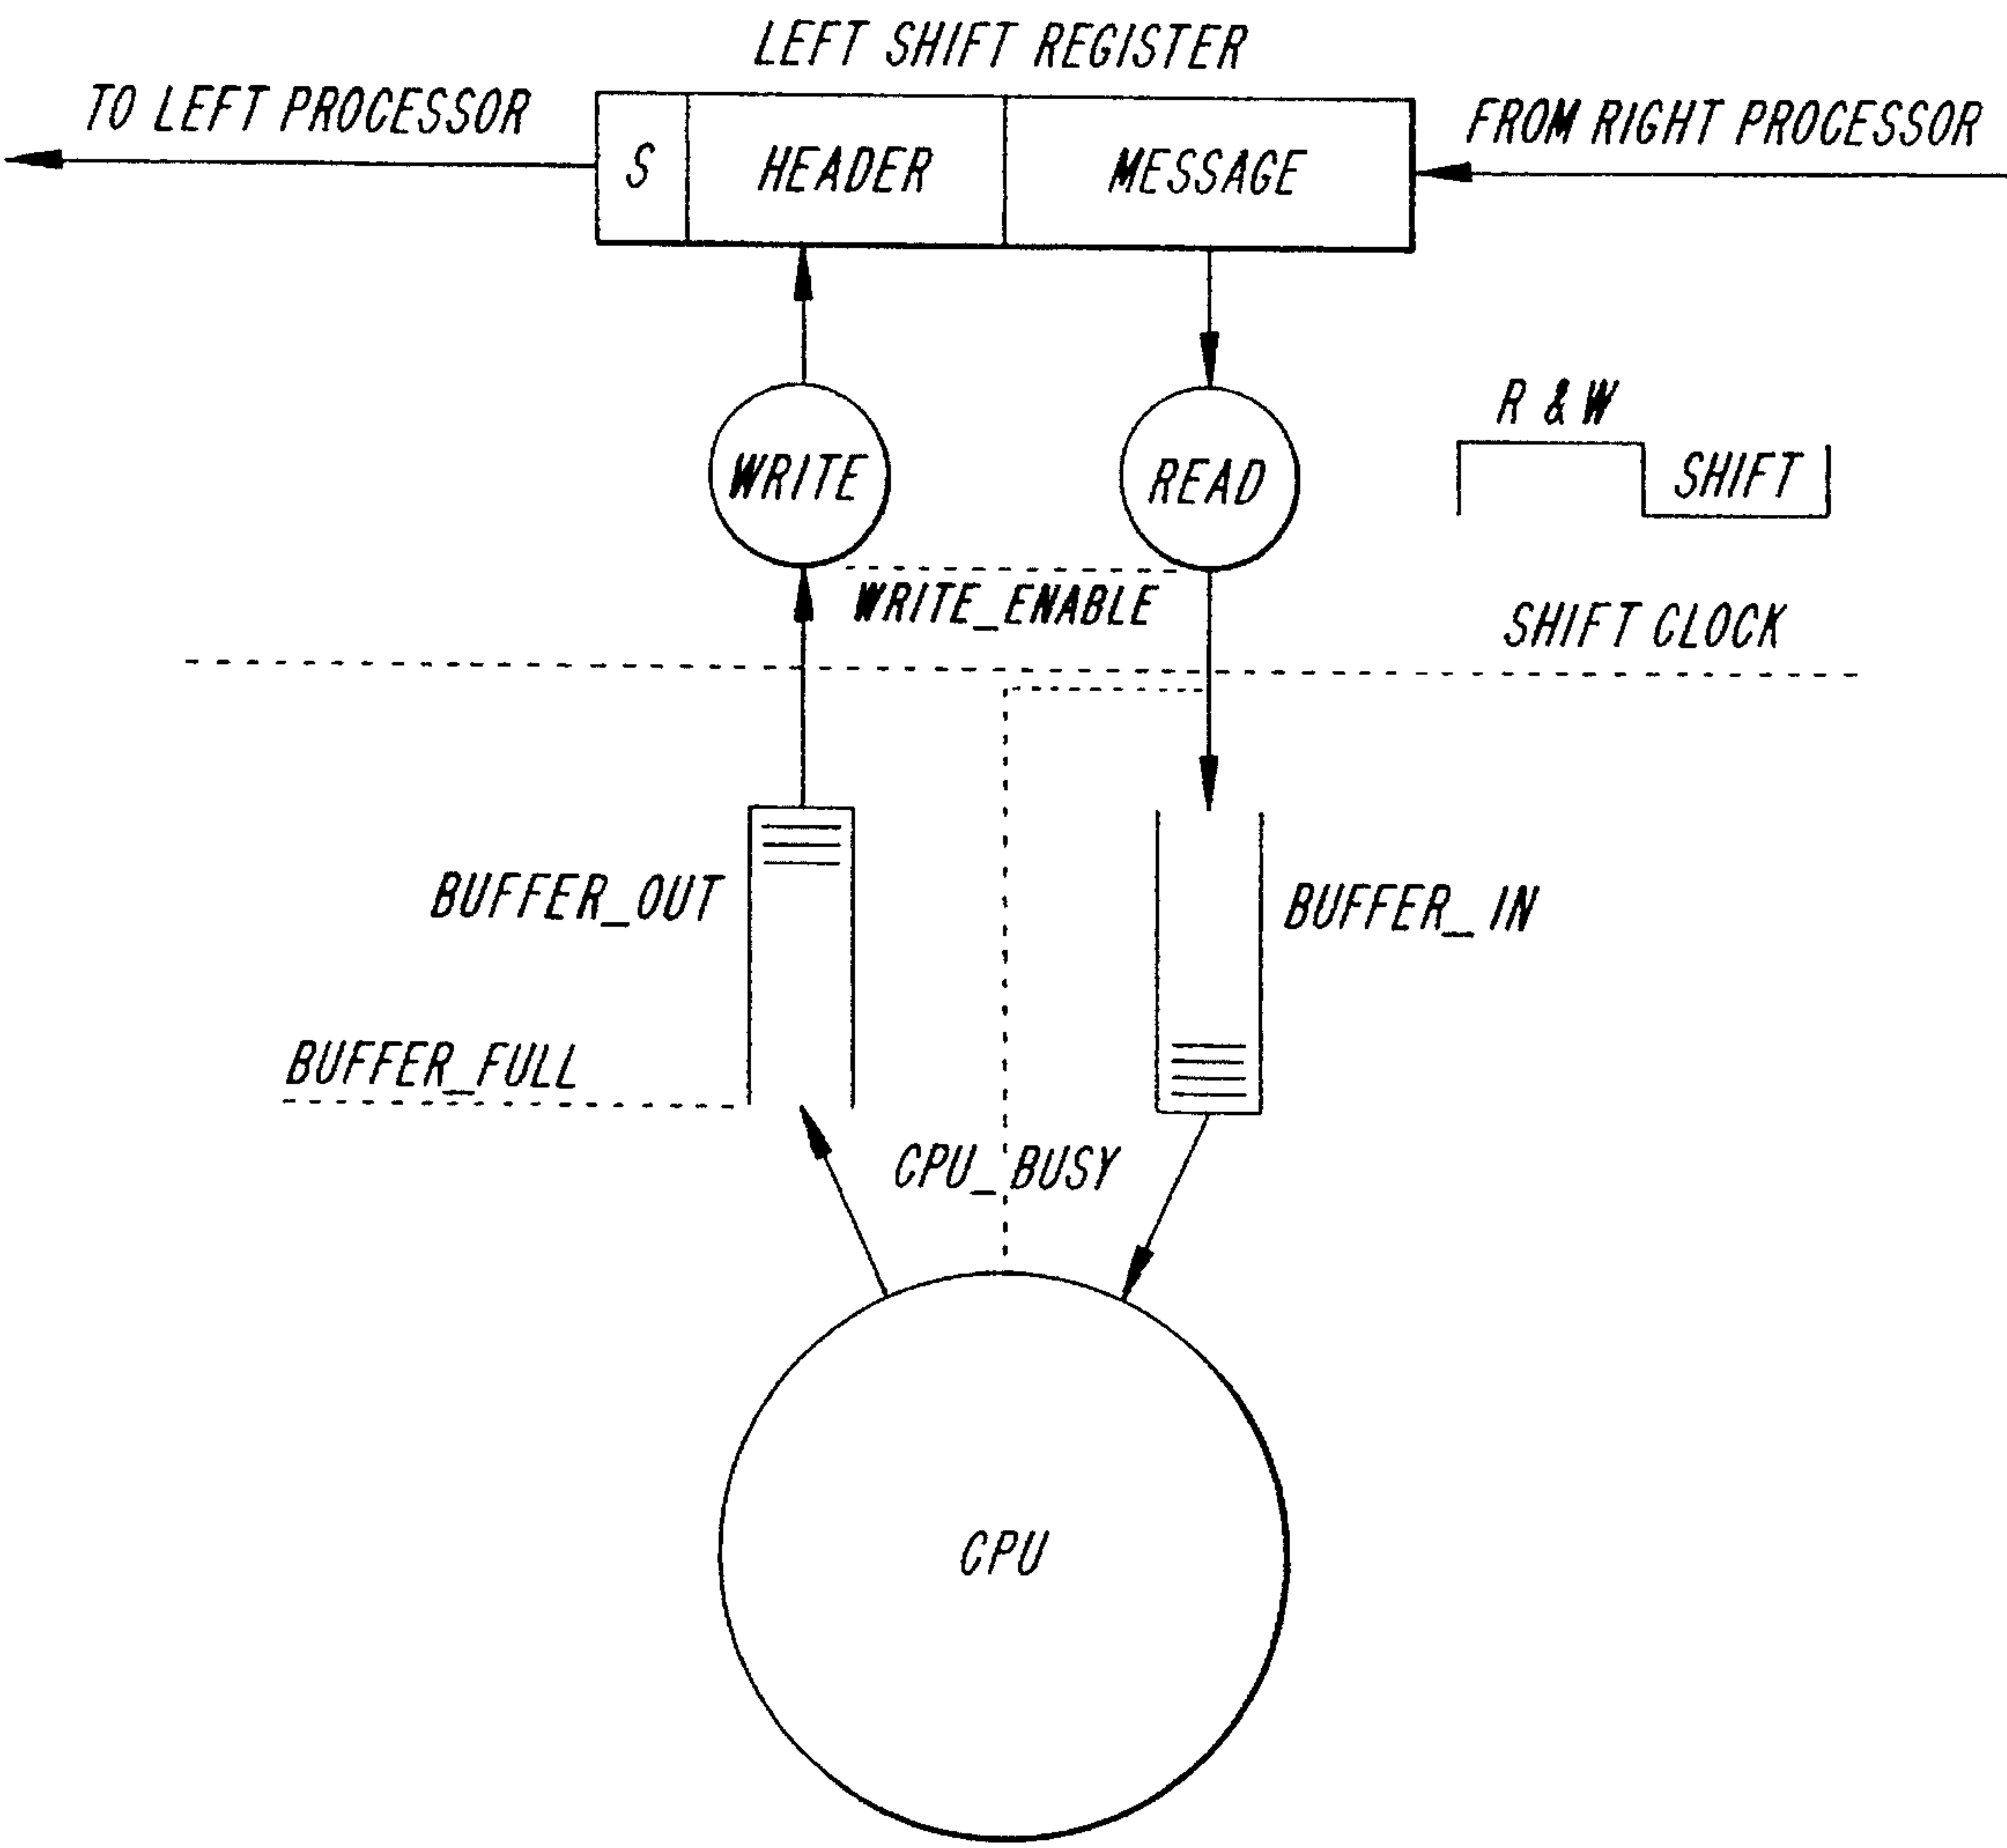 LEFT SHIFT REGISTER
TO LEFT PROCESSOR
FROM RIGHT PROCESSOR
S
HEADER
MESSAGE
R & W
WRITE
READ
SHIFT
WRITE_ENABLE
SHIFT CLOCK
BUFFER_OUT
BUFFER_IN
BUFFER_FULL
CPU_BUSY
CPU